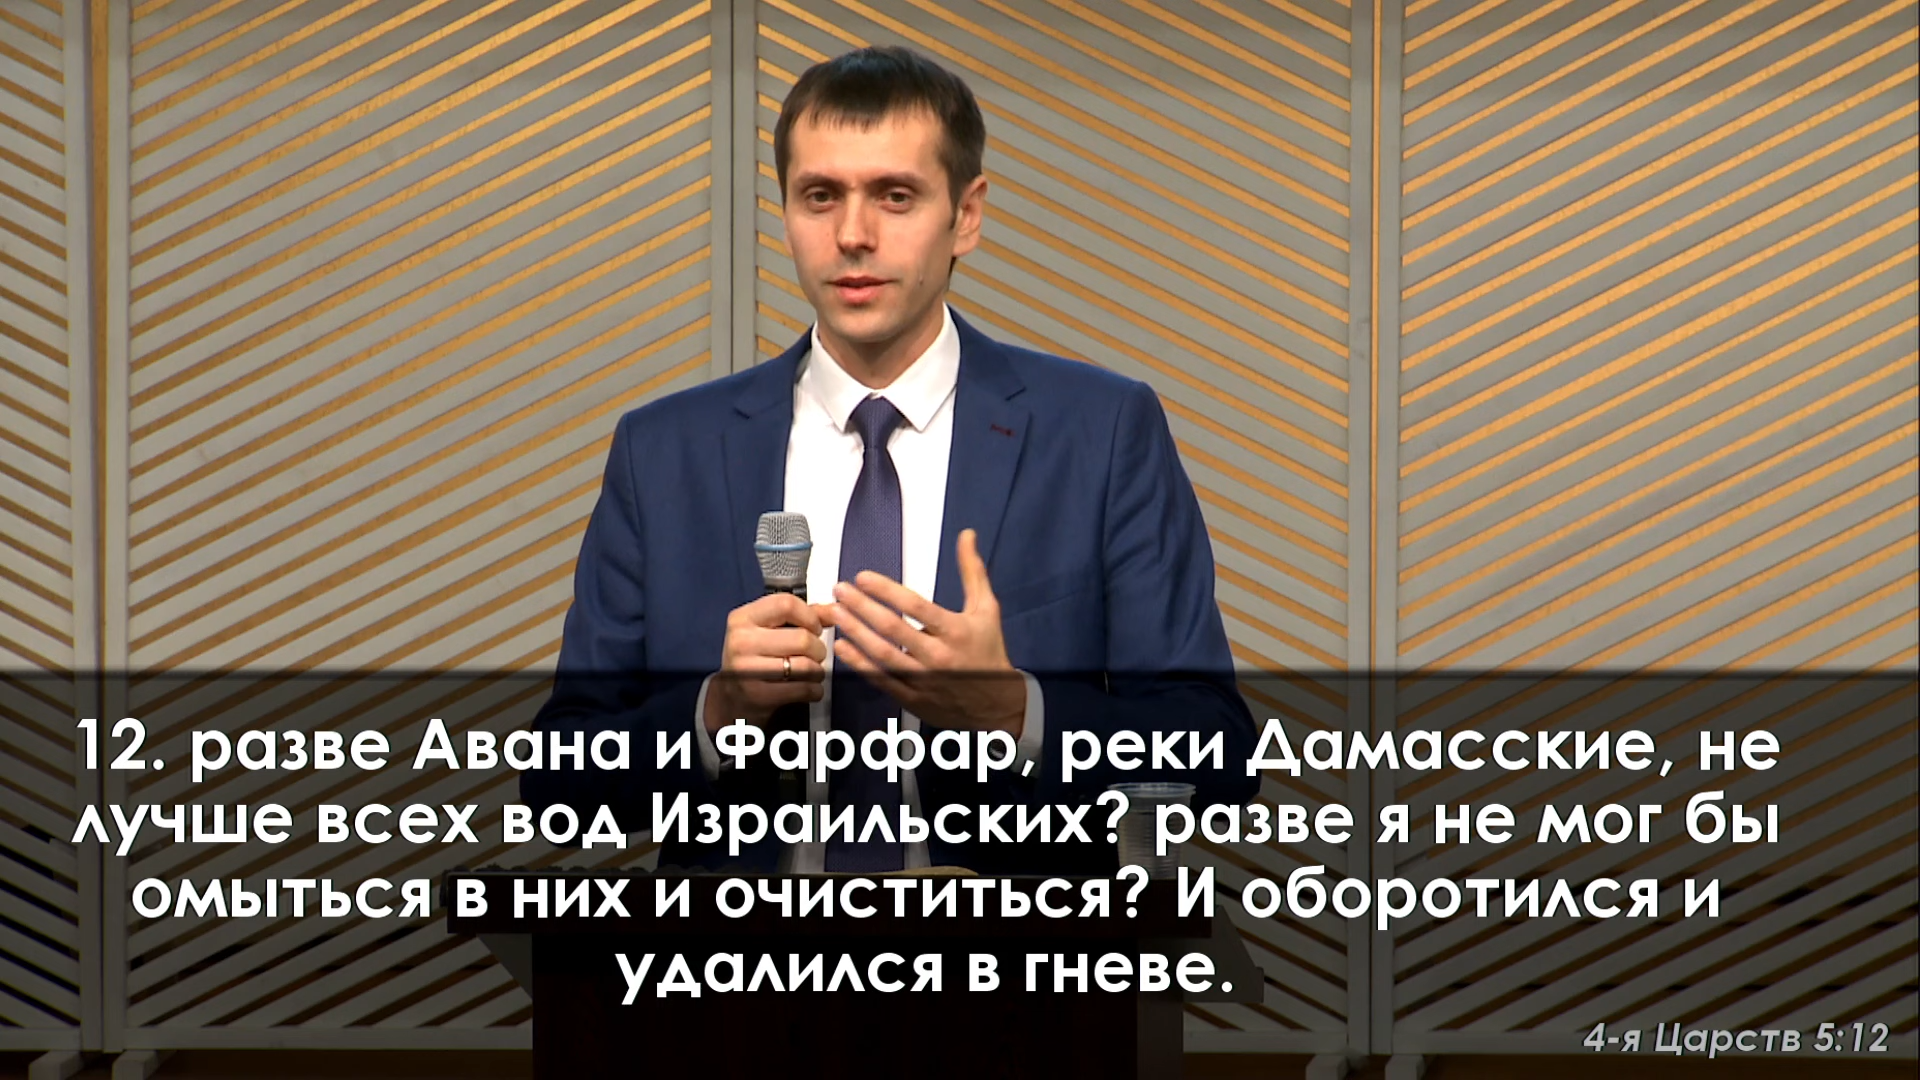 12. разве Авана и Фарфар, реки Дамасские, не
лучше всех вод Израильских? разве я не мог бы
омыться в них и очиститься? И оборотился и
удалился в гневе.
4-я Царств 5:12